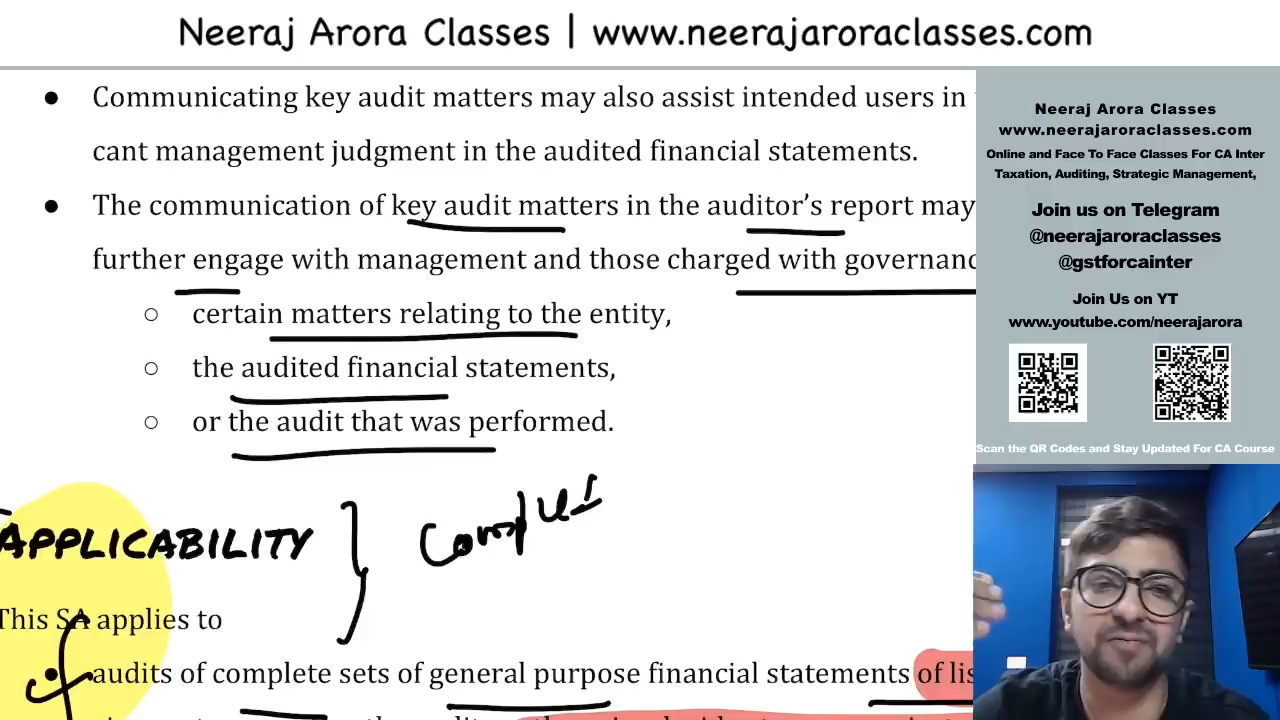 Neeraj Arora Classes | www.neerajaroraclasses.com
● Communicating key audit matters may also assist intended users in
cant management judgment in the audited financial statements.
● The communication of key audit matters in the auditor's report may
further engage with management and those charged with governanc
○ certain matters relating to the entity,
○ the audited financial statements,
○ or the audit that was performed.
APPLICABILITY
This SA applies to
● audits of complete sets of general purpose financial statements of lis
Neeraj Arora Classes
www.neerajaroraclasses.com
Online and Face To Face Classes For CA Inter
Taxation, Auditing, Strategic Management,
Join us on Telegram
@neerajaroraclasses
@gstforcainter
Join Us on YT
www.youtube.com/neerajarora
Scan the QR Codes and Stay Updated For CA Course